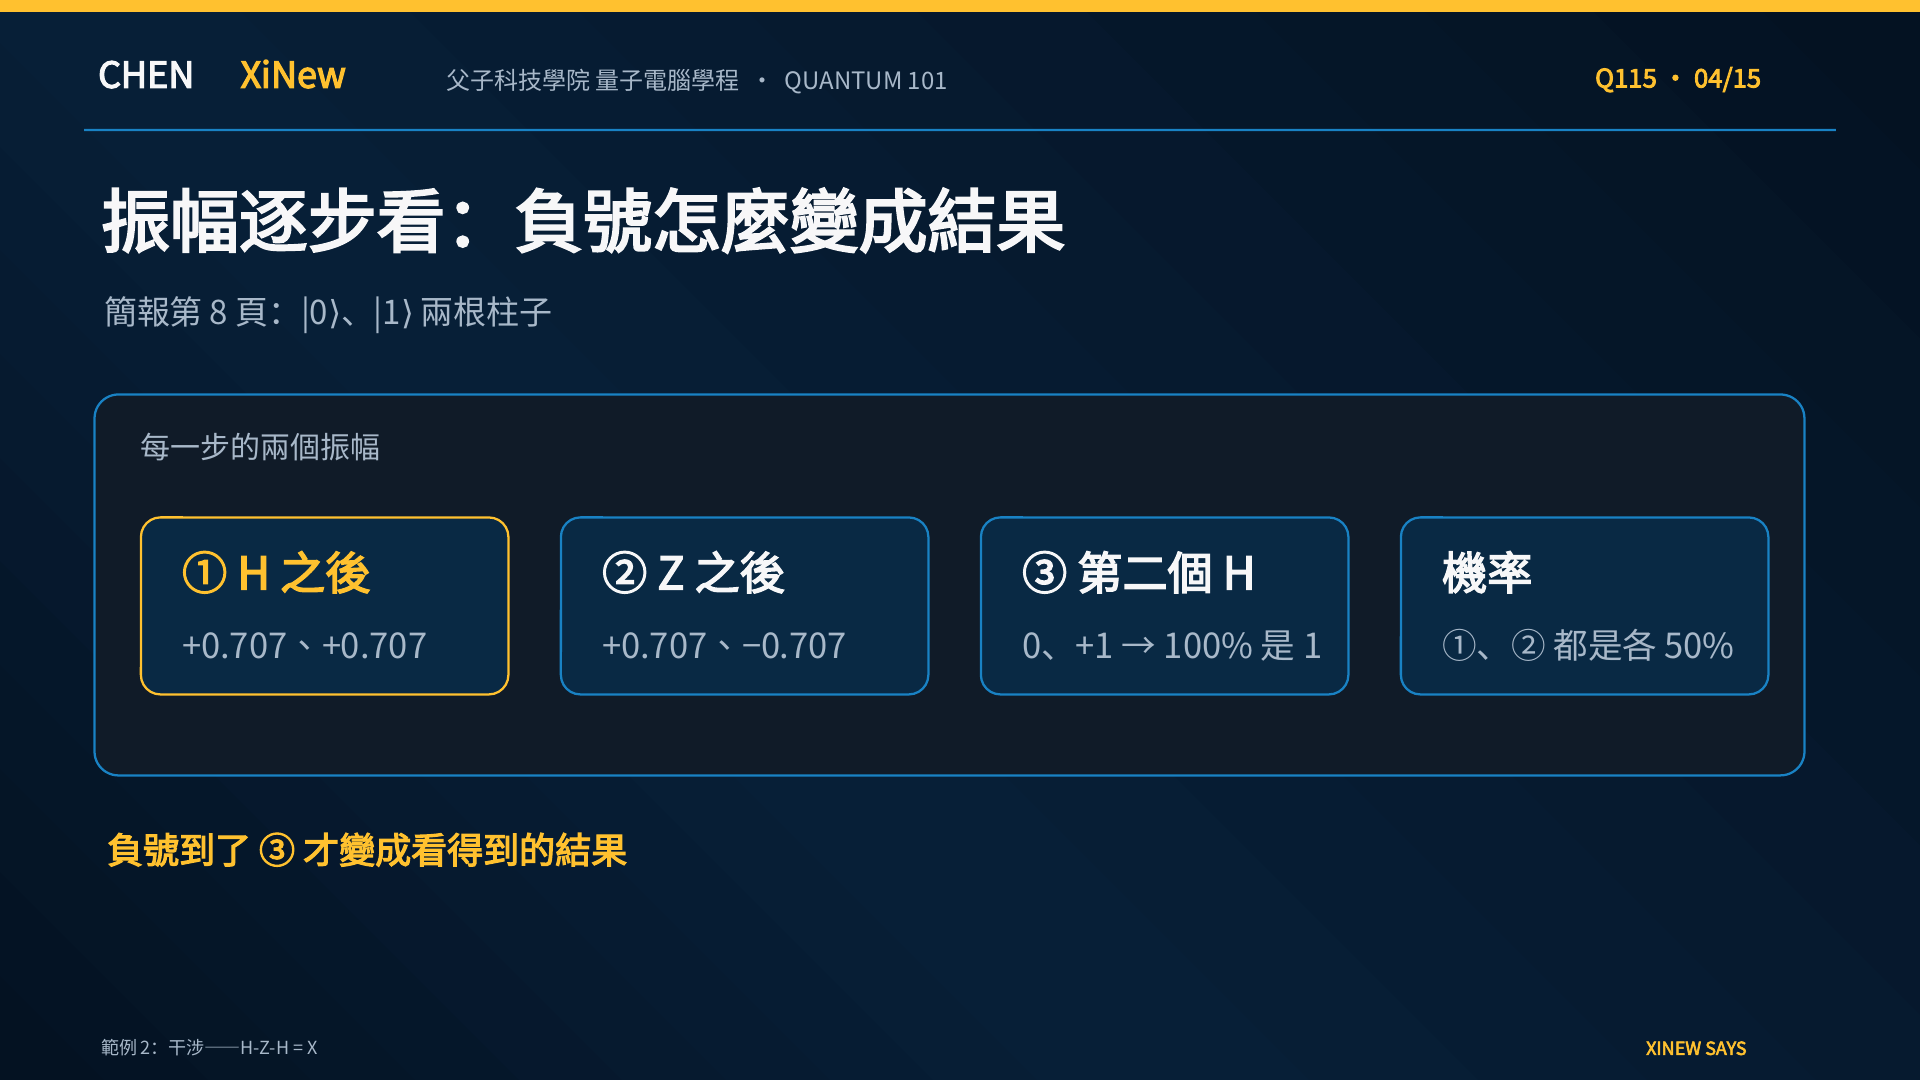 CHEN XiNew 父子科技學院 量子電腦學程 • QUANTUM 101 Q115 • 04/15
振幅逐步看：負號怎麼變成結果
簡報第 8 頁：|0⟩、|1⟩ 兩根柱子
每一步的兩個振幅
① H 之後
+0.707、+0.707
② Z 之後
+0.707、−0.707
③ 第二個 H
0、+1 → 100% 是 1
機率
①、② 都是各 50%
負號到了 ③ 才變成看得到的結果
範例 2：干涉——H-Z-H = X
XINEW SAYS